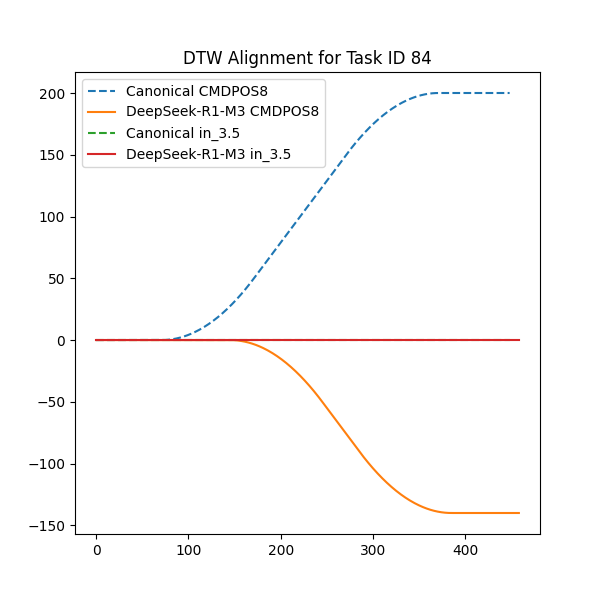 DTW Alignment for Task ID 84
Canonical CMDPOS8
DeepSeek-R1-M3 CMDPOS8
Canonical in_3.5
DeepSeek-R1-M3 in_3.5
200
150
100
50
0
−50
−100
−150
0 100 200 300 400